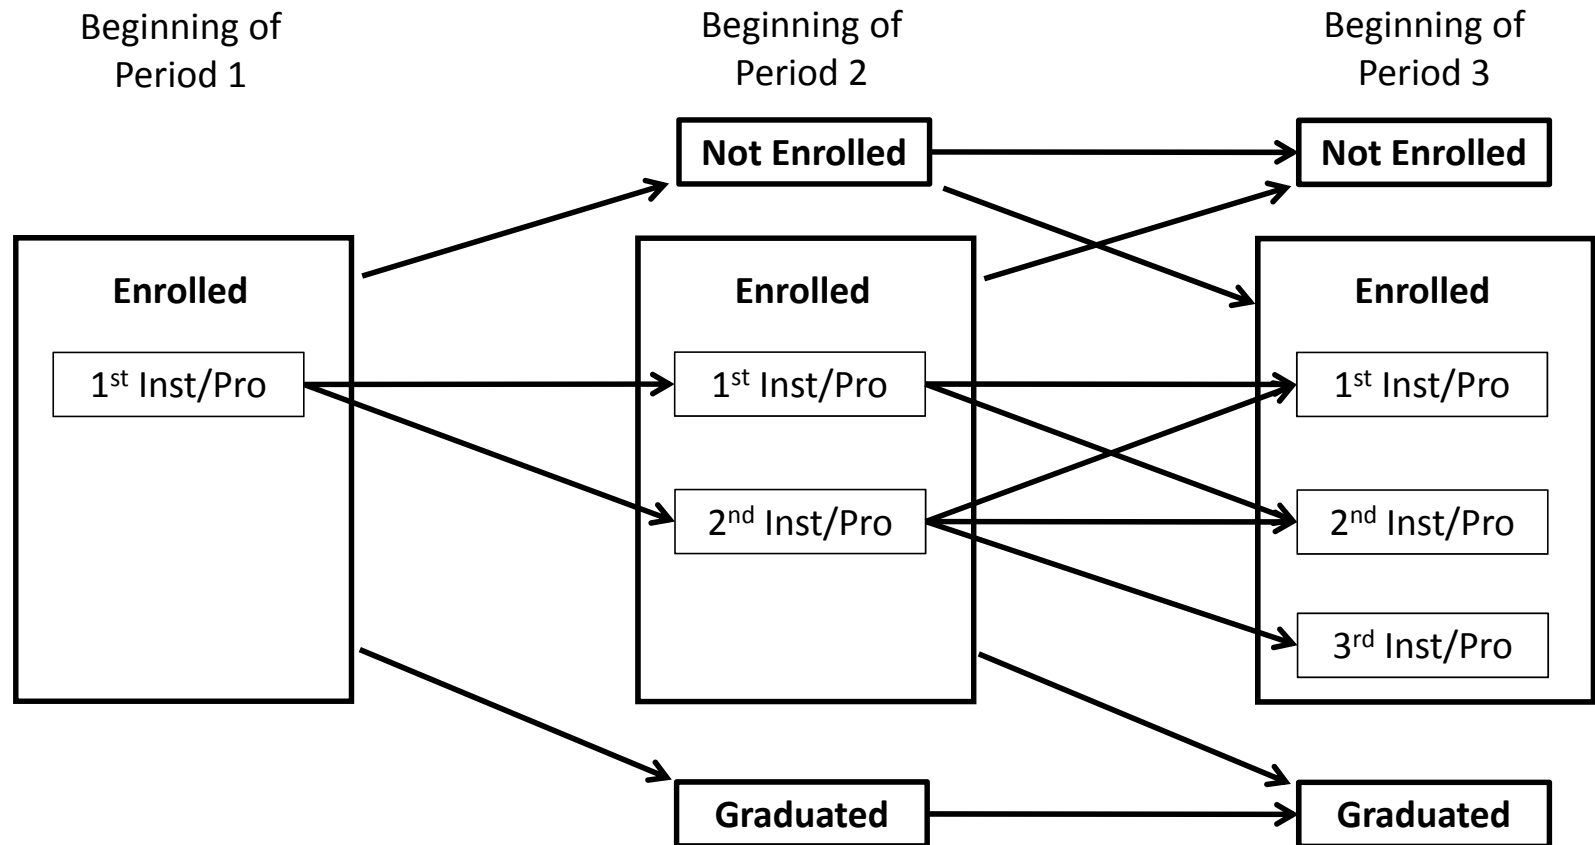 Beginning of
Period 1
Beginning of
Period 2
Beginning of
Period 3
Not Enrolled
Not Enrolled
Enrolled
Enrolled
Enrolled
1st Inst/Pro
1st Inst/Pro
1st Inst/Pro
2nd Inst/Pro
2nd Inst/Pro
3rd Inst/Pro
Graduated
Graduated